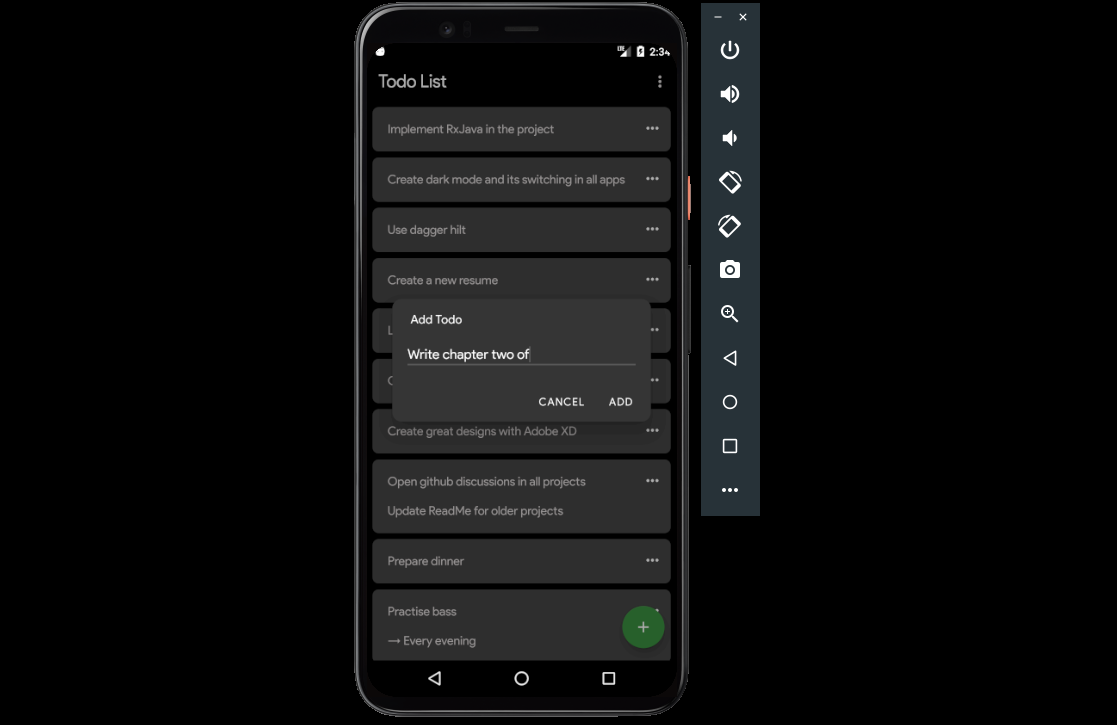 LTE 2:34
Todo List
Implement RxJava in the project
Create dark mode and its switching in all apps
Use dagger hilt
Create a new resume
L
Add Todo
Write chapter two of
C
CANCEL ADD
Create great designs with Adobe XD
Open github discussions in all projects
Update ReadMe for older projects
Prepare dinner
Practise bass
→ Every evening